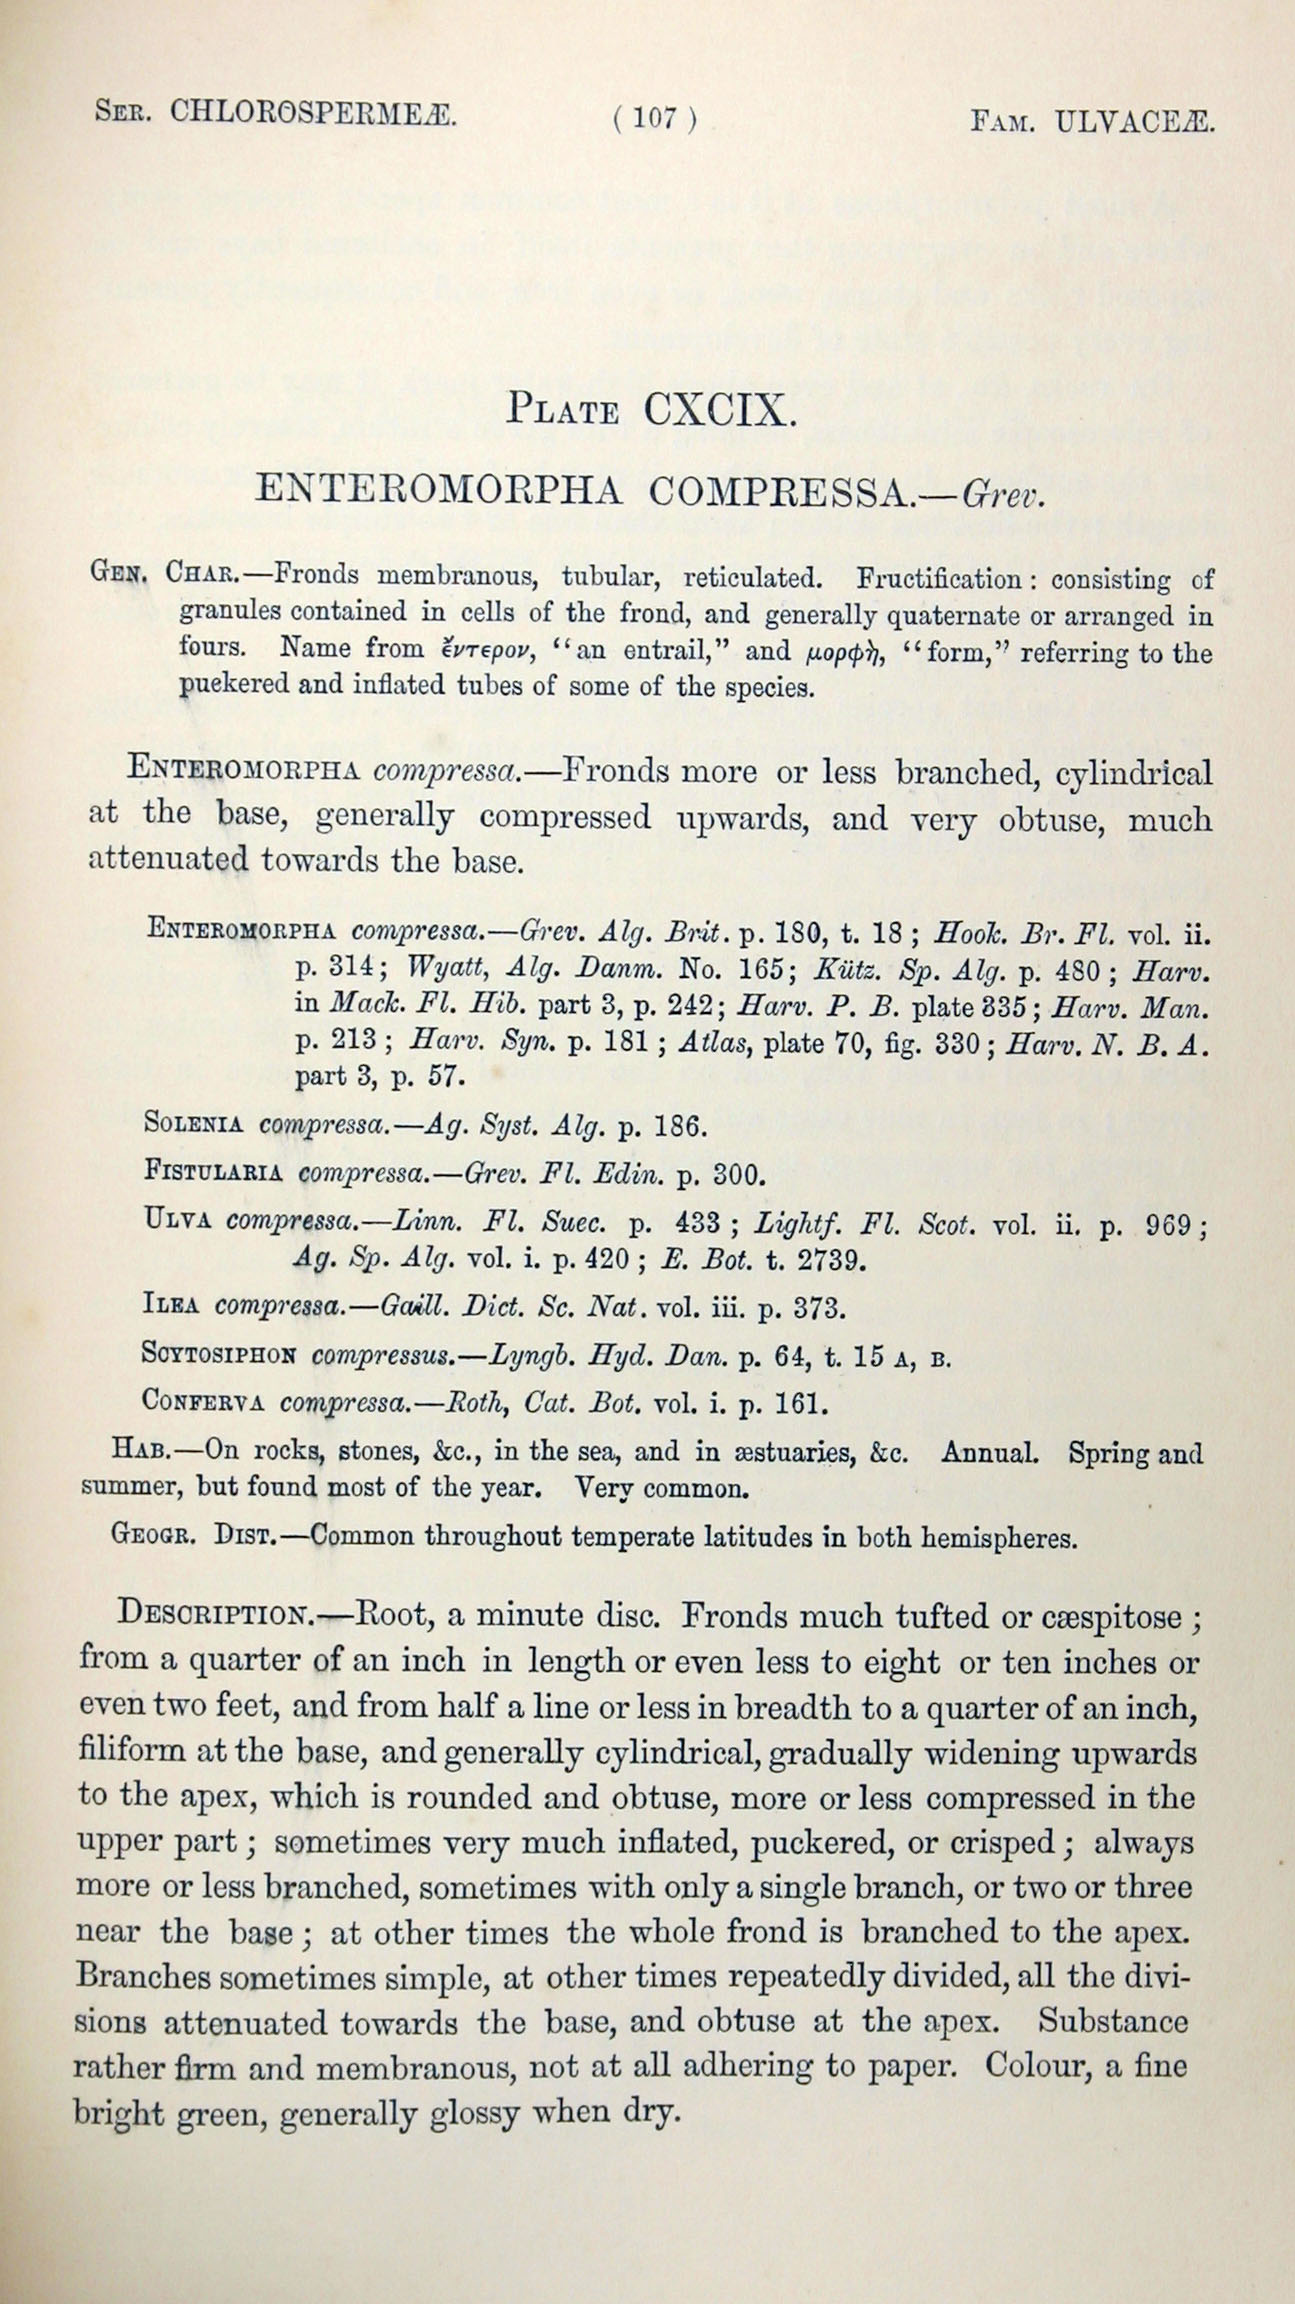 SER. CHLOROSPERMEÆ. ( 107 ) FAM. ULVACEÆ.
PLATE CXCIX.
ENTEROMORPHA COMPRESSA.—Grev.
GEN. CHAR.—Fronds membranous, tubular, reticulated. Fructification: consisting of
granules contained in cells of the frond, and generally quaternate or arranged in
fours. Name from ἔντερον, “an entrail,” and μορφὴ, “form,” referring to the
puekered and inflated tubes of some of the species.
ENTEROMORPHA compressa.—Fronds more or less branched, cylindrical
at the base, generally compressed upwards, and very obtuse, much
attenuated towards the base.
ENTEROMORPHA compressa.—Grev. Alg. Brit. p. 180, t. 18; Hook. Br. Fl. vol. ii.
p. 314; Wyatt, Alg. Danm. No. 165; Kütz. Sp. Alg. p. 480; Harv.
in Mack. Fl. Hib. part 3, p. 242; Harv. P. B. plate 335; Harv. Man.
p. 213; Harv. Syn. p. 181; Atlas, plate 70, fig. 330; Harv. N. B. A.
part 3, p. 57.
SOLENIA compressa.—Ag. Syst. Alg. p. 186.
FISTULARIA compressa.—Grev. Fl. Edin. p. 300.
ULVA compressa.—Linn. Fl. Suec. p. 433; Lightf. Fl. Scot. vol. ii. p. 969;
Ag. Sp. Alg. vol. i. p. 420; E. Bot. t. 2739.
ILEA compressa.—Gaill. Dict. Sc. Nat. vol. iii. p. 373.
SCYTOSIPHON compressus.—Lyngb. Hyd. Dan. p. 64, t. 15 A, B.
CONFERVA compressa.—Roth, Cat. Bot. vol. i. p. 161.
HAB.—On rocks, stones, &c., in the sea, and in æstuaries, &c. Annual. Spring and
summer, but found most of the year. Very common.
GEOGR. DIST.—Common throughout temperate latitudes in both hemispheres.
DESCRIPTION.—Root, a minute disc. Fronds much tufted or cæspitose;
from a quarter of an inch in length or even less to eight or ten inches or
even two feet, and from half a line or less in breadth to a quarter of an inch,
filiform at the base, and generally cylindrical, gradually widening upwards
to the apex, which is rounded and obtuse, more or less compressed in the
upper part; sometimes very much inflated, puckered, or crisped; always
more or less branched, sometimes with only a single branch, or two or three
near the base; at other times the whole frond is branched to the apex.
Branches sometimes simple, at other times repeatedly divided, all the divi-
sions attenuated towards the base, and obtuse at the apex. Substance
rather firm and membranous, not at all adhering to paper. Colour, a fine
bright green, generally glossy when dry.